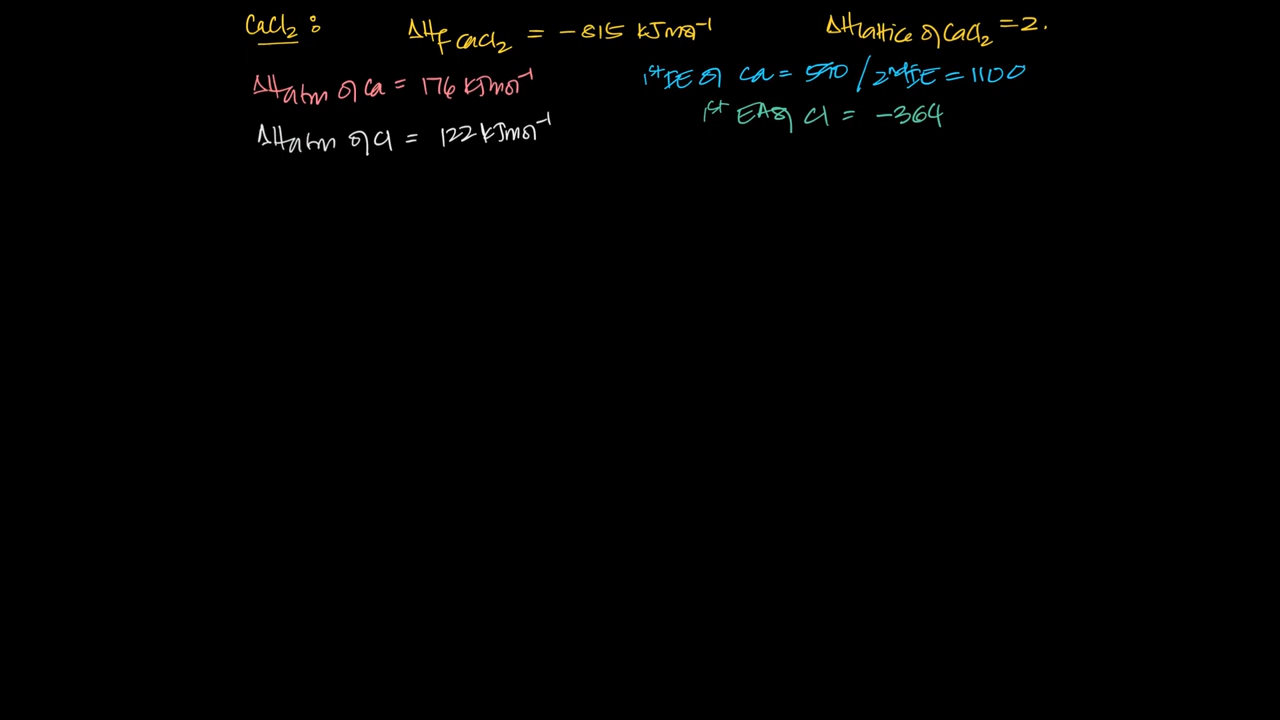 CaCl₂ : ΔHf CaCl₂ = -815 kJmol⁻¹ ΔHlattice of CaCl₂ = 2.
ΔHatm of Ca = 176 kJmol⁻¹ 1st IE of Ca = 590 / 2nd IE = 1100
1st EA of Cl = -364
ΔHatm of Cl = 122 kJmol⁻¹